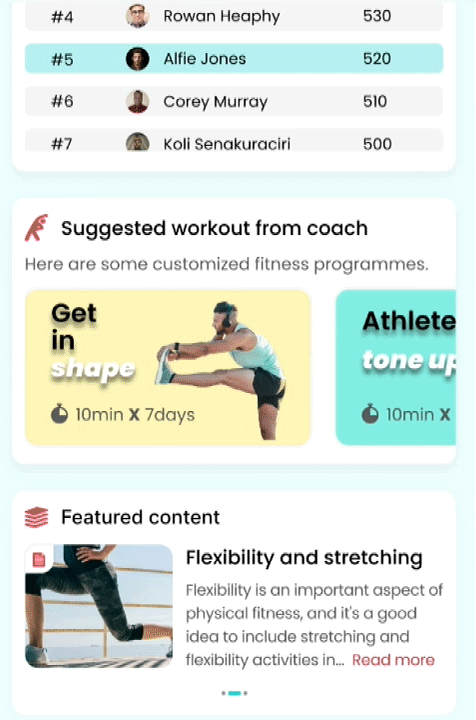 #4 Rowan Heaphy 530
#5 Alfie Jones 520
#6 Corey Murray 510
#7 Koli Senakuraciri 500
Suggested workout from coach
Here are some customized fitness programmes.
Get
in
shape
10min X 7days
Athlete
tone up
10min X
Featured content
Flexibility and stretching
Flexibility is an important aspect of
physical fitness, and it's a good
idea to include stretching and
flexibility activities in... Read more